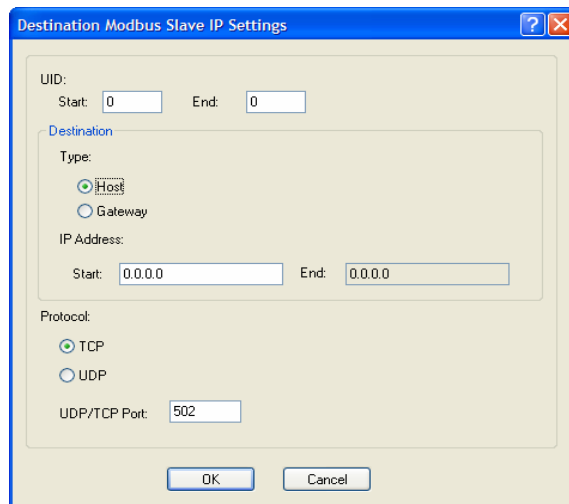 Destination Modbus Slave IP Settings
UID:
Start: 0 End: 0
Destination
Type:
Host
Gateway
IP Address:
Start: 0.0.0.0 End: 0.0.0.0
Protocol:
TCP
UDP
UDP/TCP Port: 502
OK Cancel